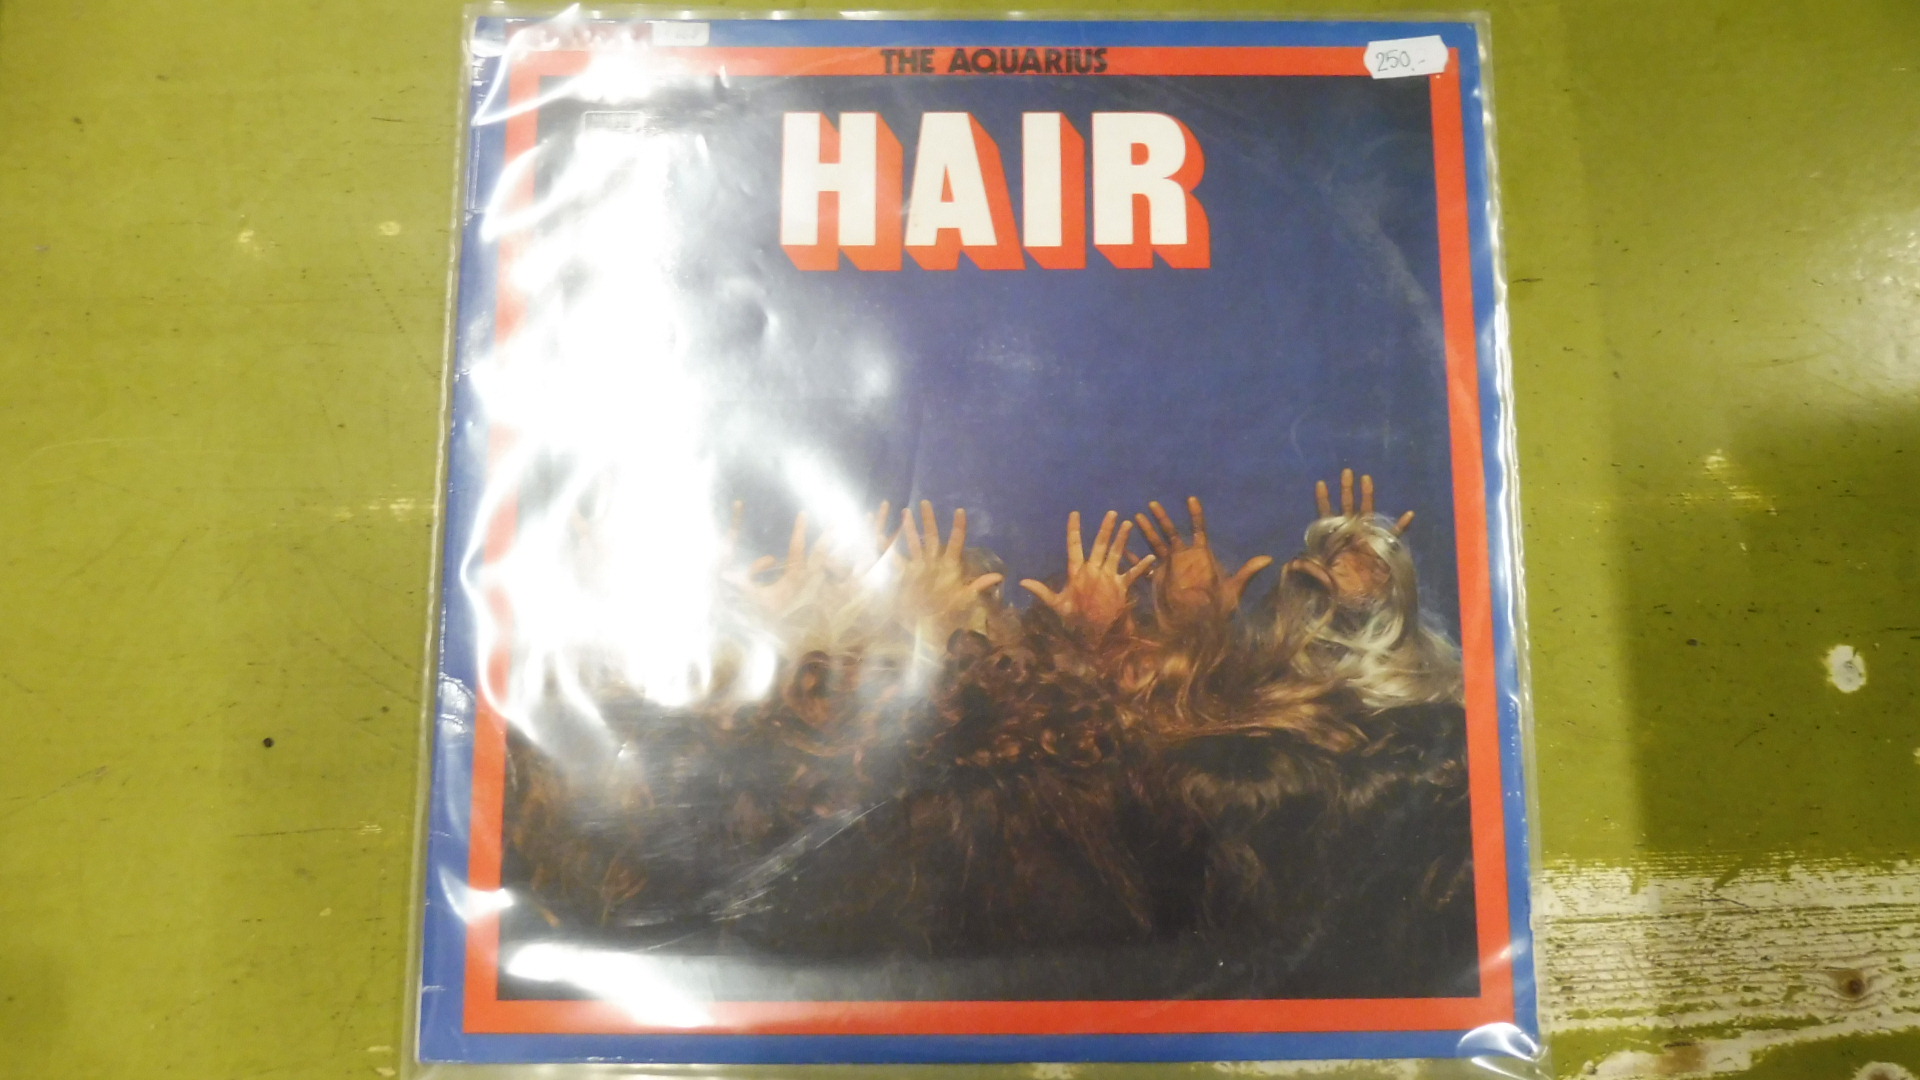 THE AQUARIUS
250,-
HAIR